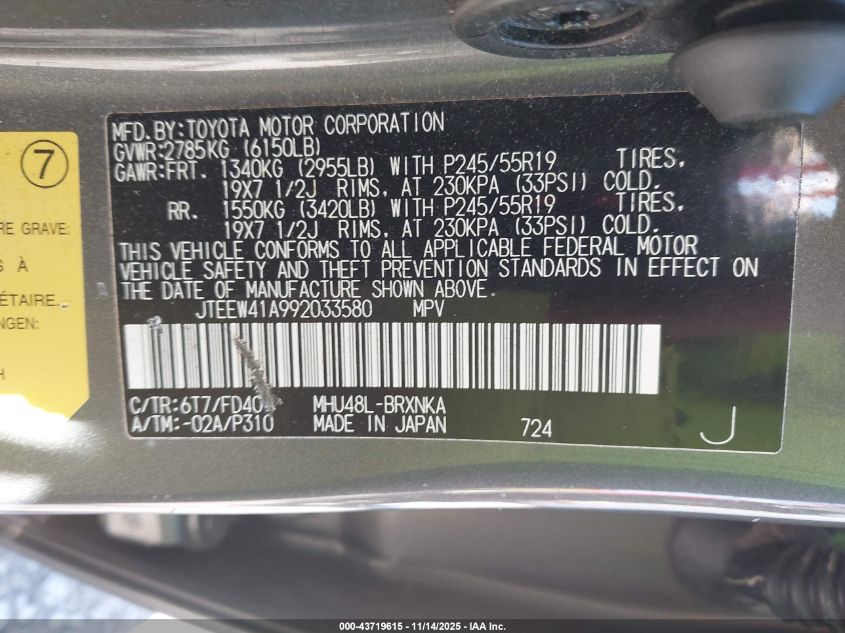 7
RE GRAVE:
S À
ÉTAIRE.
NGEN:
H
MFD.BY:TOYOTA MOTOR CORPORATION
GVWR:2785KG (6150LB)
GAWR:FRT. 1340KG (2955LB) WITH P245/55R19 TIRES,
19X7 1/2J RIMS, AT 230KPA (33PSI) COLD.
RR. 1550KG (3420LB) WITH P245/55R19 TIRES,
19X7 1/2J RIMS, AT 230KPA (33PSI) COLD.
THIS VEHICLE CONFORMS TO ALL APPLICABLE FEDERAL MOTOR
VEHICLE SAFETY AND THEFT PREVENTION STANDARDS IN EFFECT ON
THE DATE OF MANUFACTURE SHOWN ABOVE.
JTEEW41A992033580 MPV
C/TR:6T7/FD40 MHU48L-BRXNKA
A/TM:-02A/P310 MADE IN JAPAN 724 J
000-43719615 - 11/14/2025 - IAA Inc.